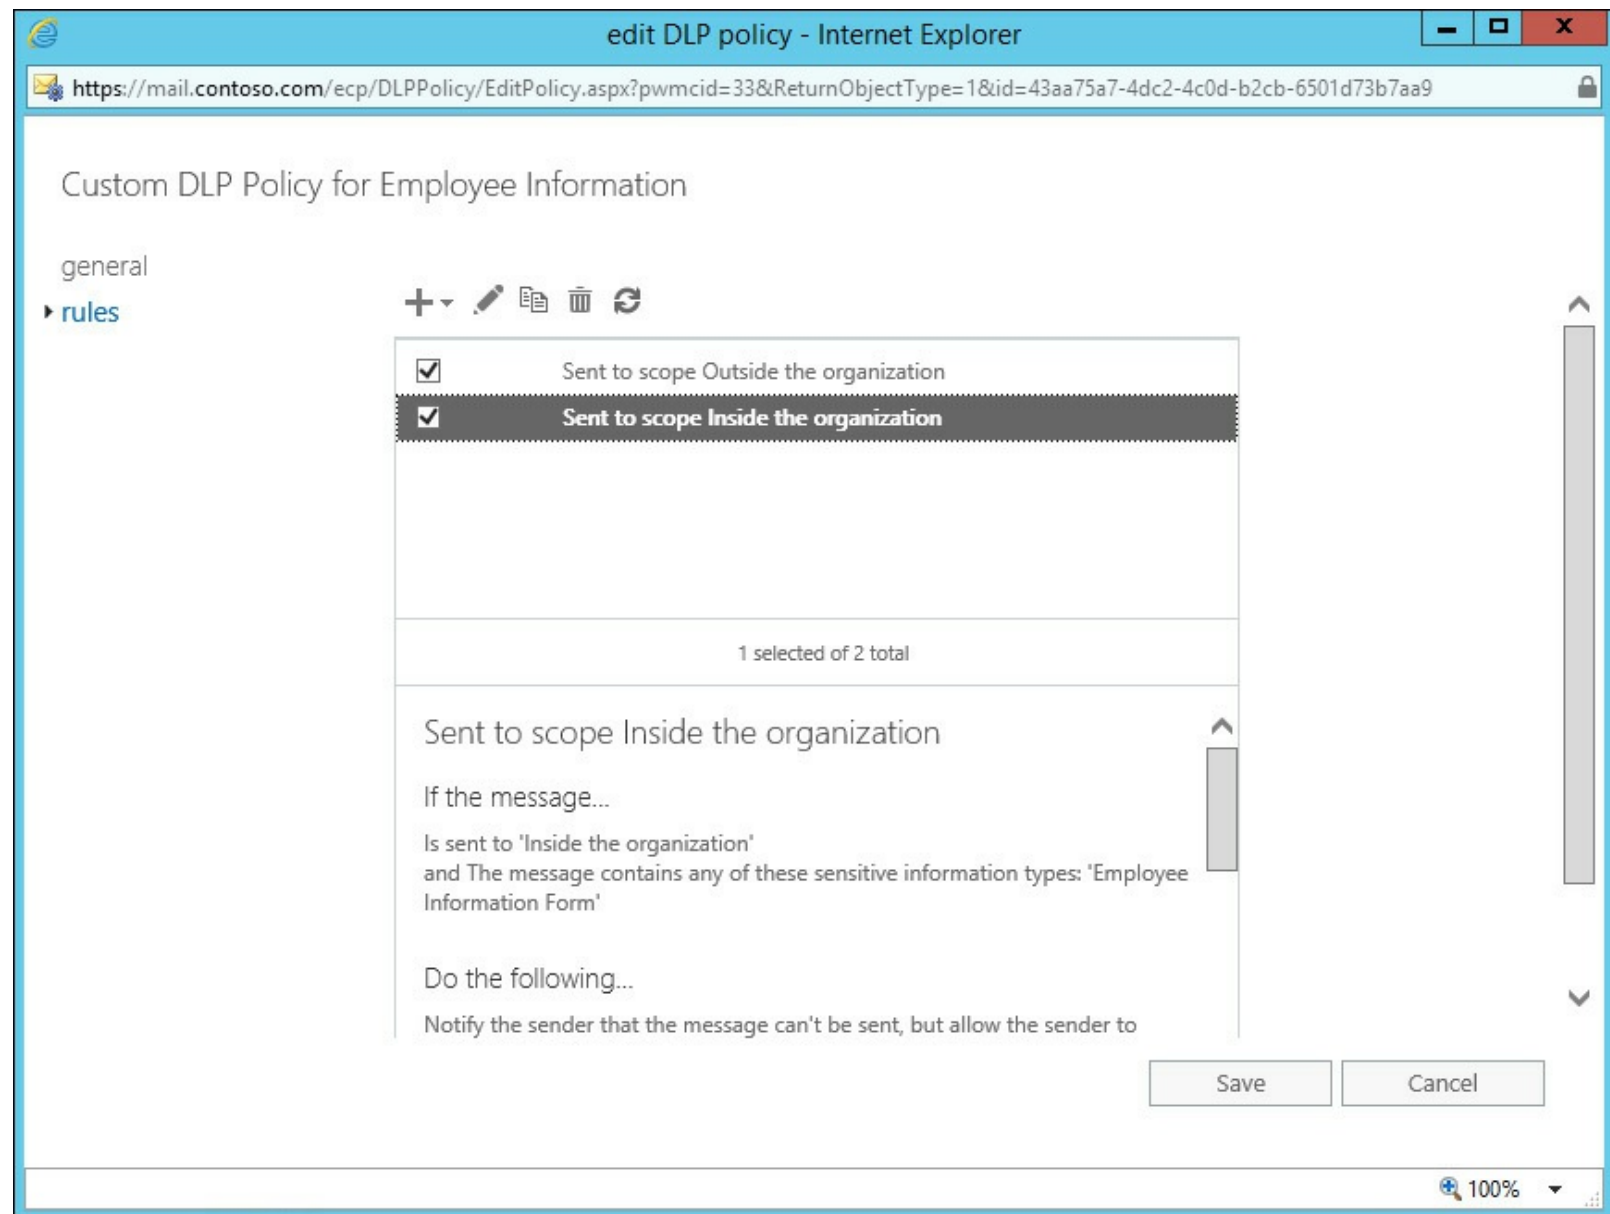 edit DLP policy - Internet Explorer
https://mail.contoso.com/ecp/DLPPolicy/EditPolicy.aspx?pwmcid=33&ReturnObjectType=1&id=43aa75a7-4dc2-4c0d-b2cb-6501d73b7aa9
Custom DLP Policy for Employee Information
general
rules
Sent to scope Outside the organization
Sent to scope Inside the organization
1 selected of 2 total
Sent to scope Inside the organization
If the message...
Is sent to 'Inside the organization'
and The message contains any of these sensitive information types: 'Employee
Information Form'
Do the following...
Notify the sender that the message can't be sent, but allow the sender to
Save
Cancel
100%